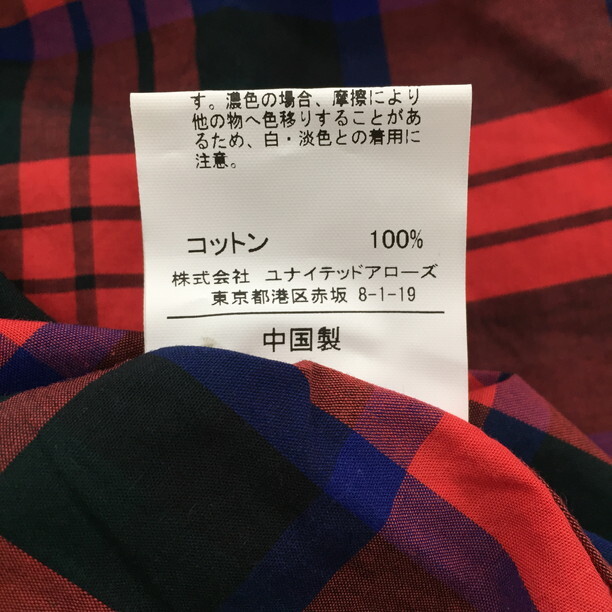 す。濃色の場合、摩擦により
他の物へ色移りすることがあ
るため、白・淡色との着用に
注意。
コットン 100%
株式会社 ユナイテッドアローズ
東京都港区赤坂 8-1-19
中国製